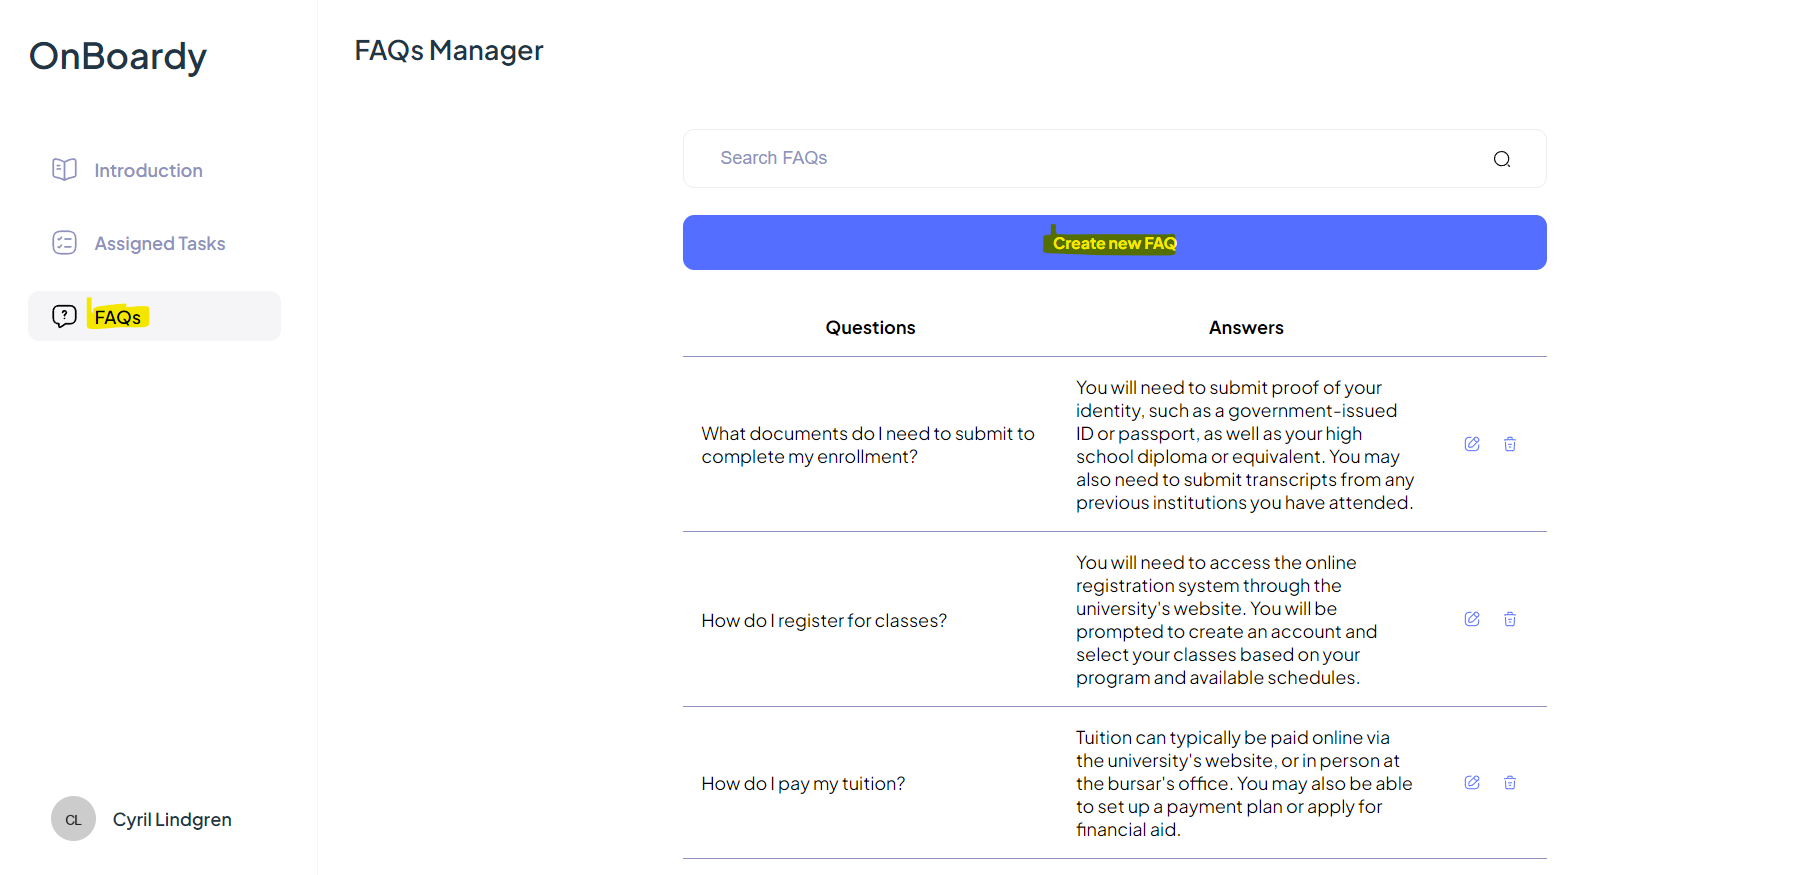 OnBoardy
Introduction
Assigned Tasks
FAQs
CL
Cyril Lindgren
FAQs Manager
Search FAQs
Create new FAQ
Questions
Answers
What documents do I need to submit to
complete my enrollment?
You will need to submit proof of your
identity, such as a government-issued
ID or passport, as well as your high
school diploma or equivalent. You may
also need to submit transcripts from any
previous institutions you have attended.
How do I register for classes?
You will need to access the online
registration system through the
university's website. You will be
prompted to create an account and
select your classes based on your
program and available schedules.
How do I pay my tuition?
Tuition can typically be paid online via
the university's website, or in person at
the bursar's office. You may also be able
to set up a payment plan or apply for
financial aid.